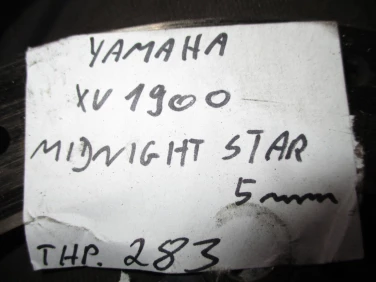 YAMAHA
XV 1900
MIDNIGHT STAR
5mm
THP. 283